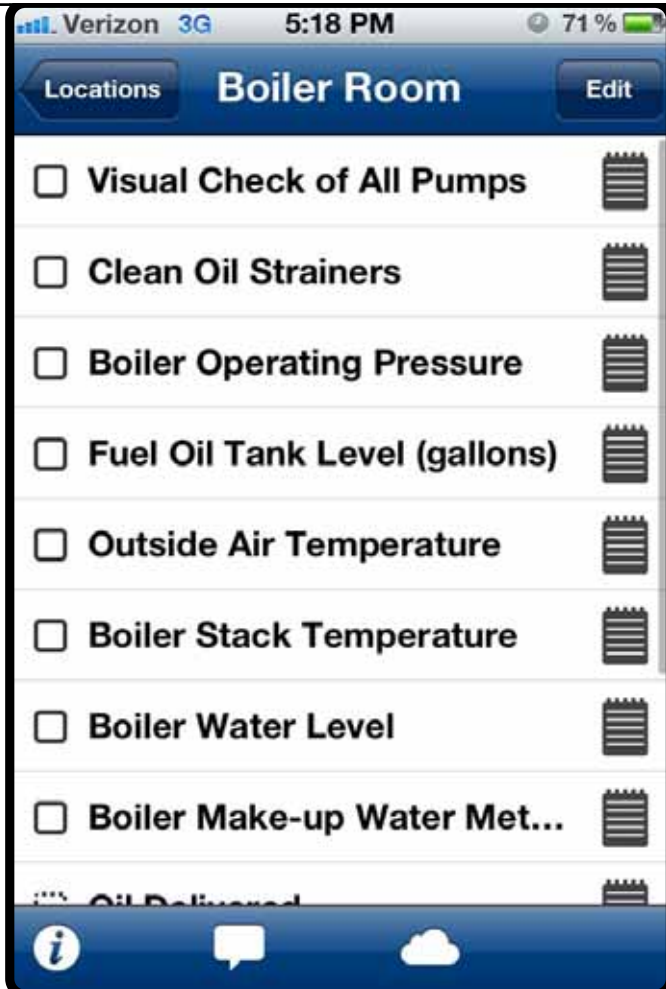 Verizon 3G 5:18 PM 71%
Locations Boiler Room Edit
Visual Check of All Pumps
Clean Oil Strainers
Boiler Operating Pressure
Fuel Oil Tank Level (gallons)
Outside Air Temperature
Boiler Stack Temperature
Boiler Water Level
Boiler Make-up Water Met...
Oil Delivered
i